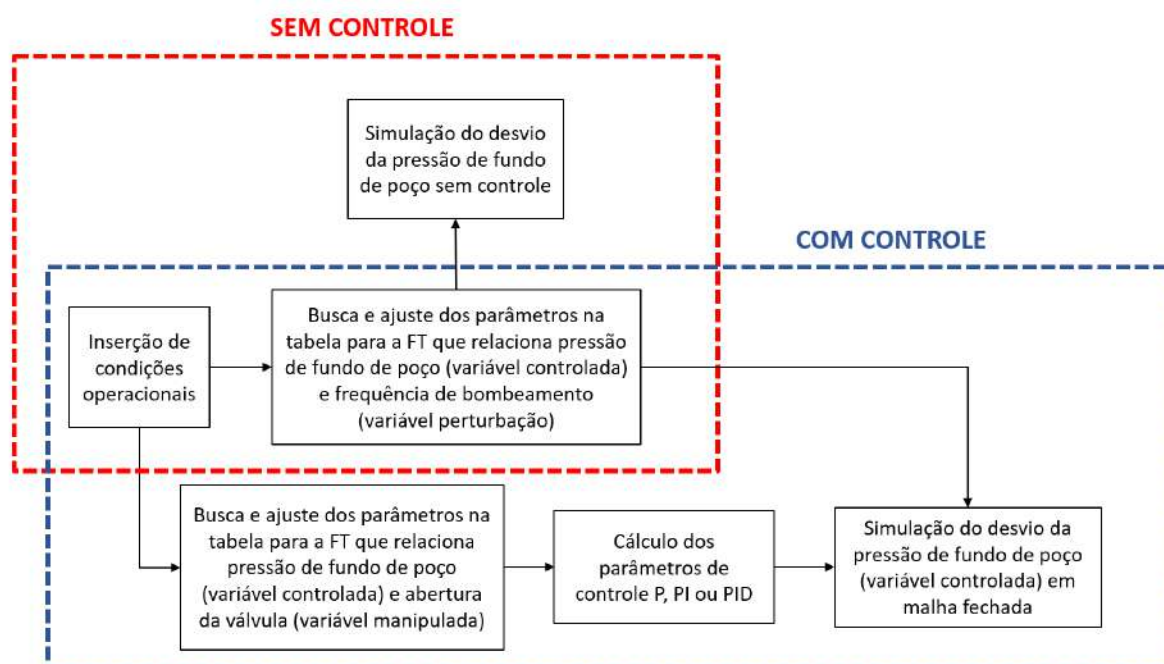 SEM CONTROLE
Simulação do desvio
da pressão de fundo
de poço sem controle
COM CONTROLE
Inserção de
condições
operacionais
Busca e ajuste dos parâmetros na
tabela para a FT que relaciona pressão
de fundo de poço (variável controlada)
e frequência de bombeamento
(variável perturbação)
Busca e ajuste dos parâmetros na
tabela para a FT que relaciona
pressão de fundo de poço
(variável controlada) e abertura
da válvula (variável manipulada)
Cálculo dos
parâmetros de
controle P, PI ou PID
Simulação do desvio da
pressão de fundo de poço
(variável controlada) em
malha fechada